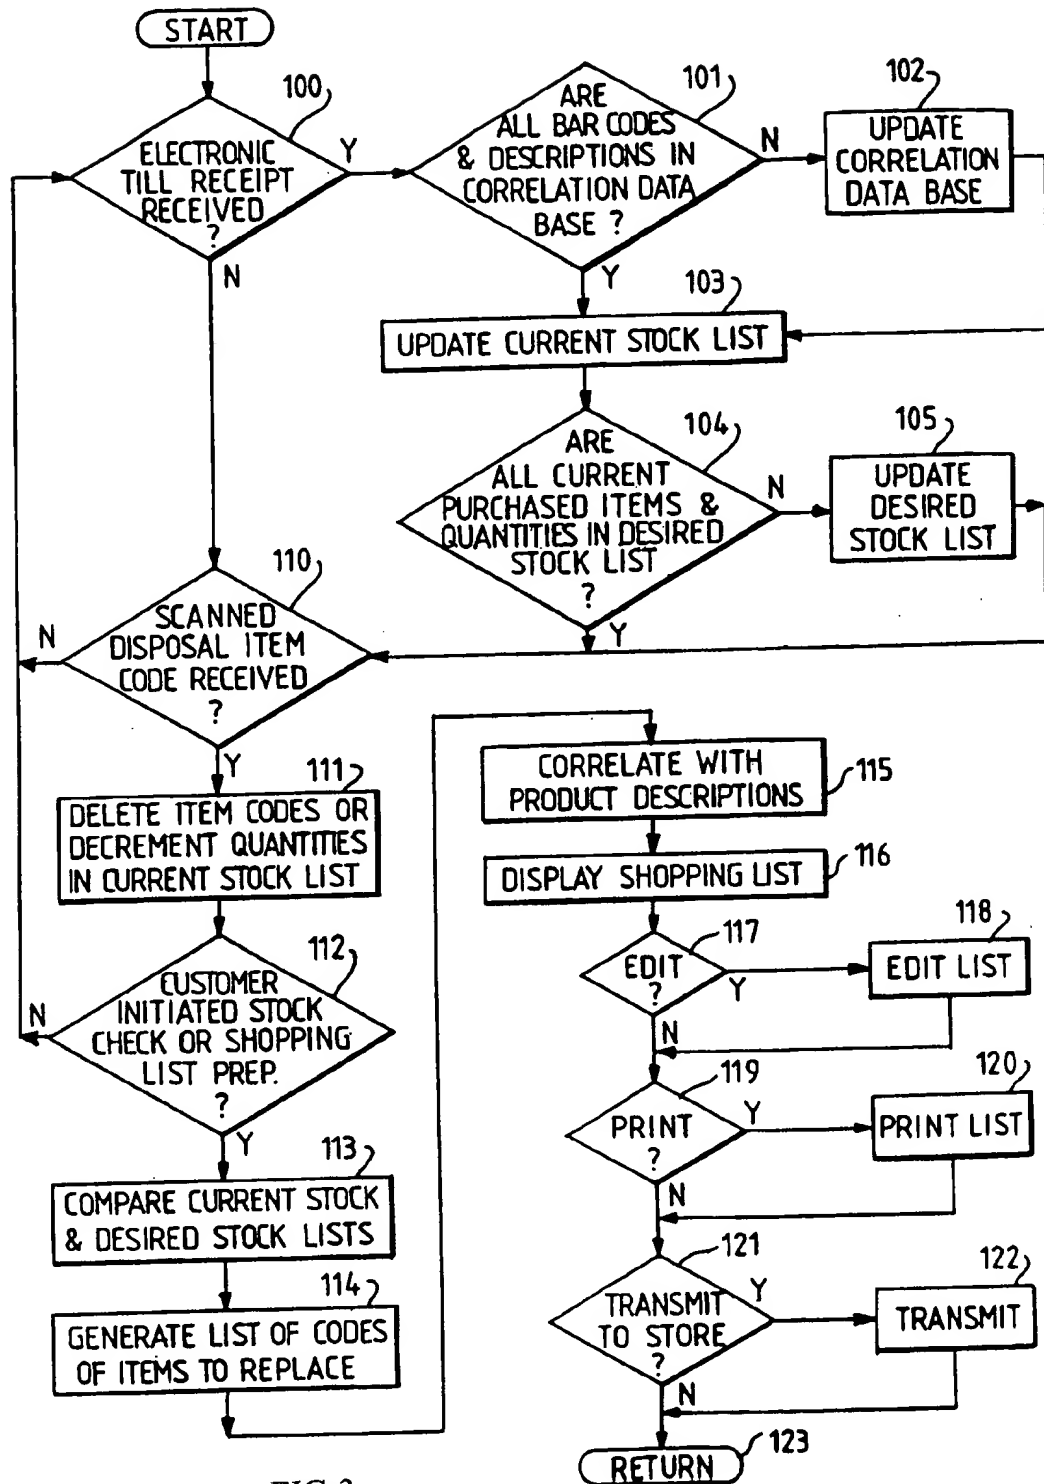 START
100
ELECTRONIC
TILL RECEIPT
RECEIVED
?
Y
N
101
ARE
ALL BAR CODES
& DESCRIPTIONS IN
CORRELATION DATA
BASE ?
N
Y
102
UPDATE
CORRELATION
DATA BASE
103
UPDATE CURRENT STOCK LIST
104
ARE
ALL CURRENT
PURCHASED ITEMS &
QUANTITIES IN DESIRED
STOCK LIST
?
N
Y
105
UPDATE
DESIRED
STOCK LIST
110
SCANNED
DISPOSAL ITEM
CODE RECEIVED
?
N
Y
111
DELETE ITEM CODES OR
DECREMENT QUANTITIES
IN CURRENT STOCK LIST
112
CUSTOMER
INITIATED STOCK
CHECK OR SHOPPING
LIST PREP.
?
N
Y
113
COMPARE CURRENT STOCK
& DESIRED STOCK LISTS
114
GENERATE LIST OF CODES
OF ITEMS TO REPLACE
CORRELATE WITH
PRODUCT DESCRIPTIONS
115
DISPLAY SHOPPING LIST
116
117
EDIT
?
Y
N
118
EDIT LIST
119
PRINT
?
Y
N
120
PRINT LIST
121
TRANSMIT
TO STORE
?
Y
N
122
TRANSMIT
RETURN
123